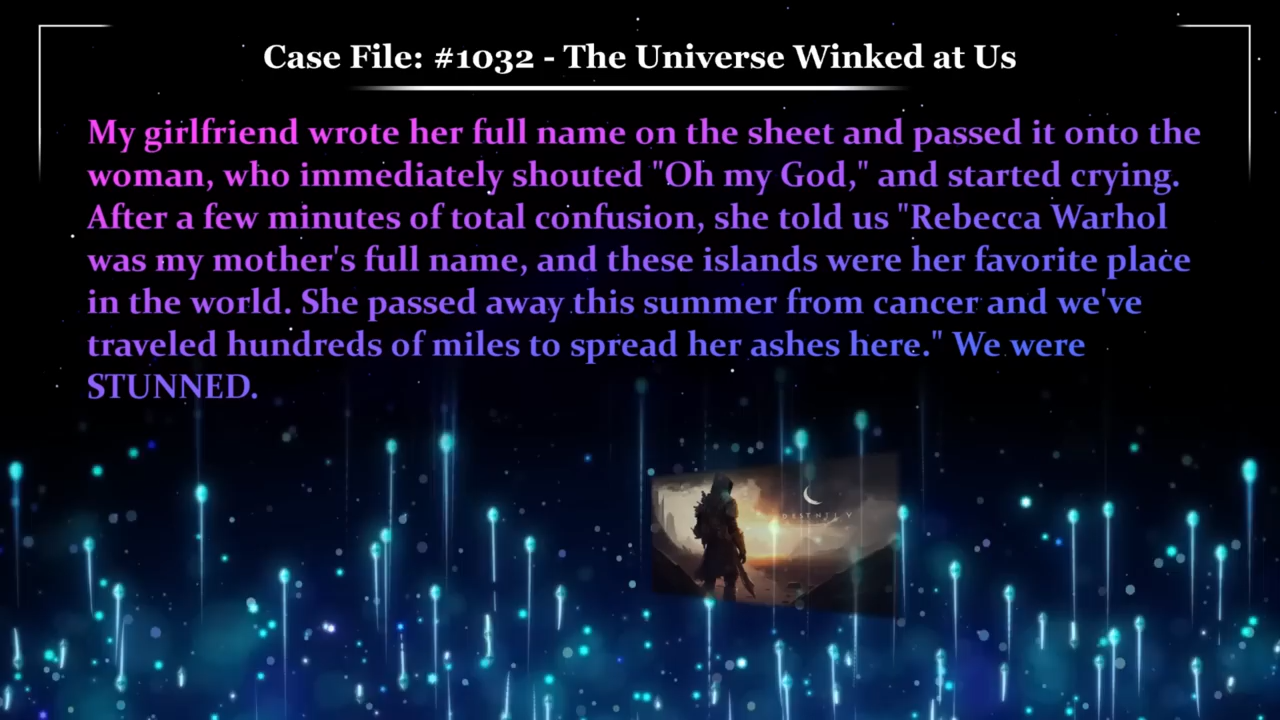 Case File: #1032 - The Universe Winked at Us
My girlfriend wrote her full name on the sheet and passed it onto the
woman, who immediately shouted "Oh my God," and started crying.
After a few minutes of total confusion, she told us "Rebecca Warhol
was my mother's full name, and these islands were her favorite place
in the world. She passed away this summer from cancer and we've
traveled hundreds of miles to spread her ashes here." We were
STUNNED.